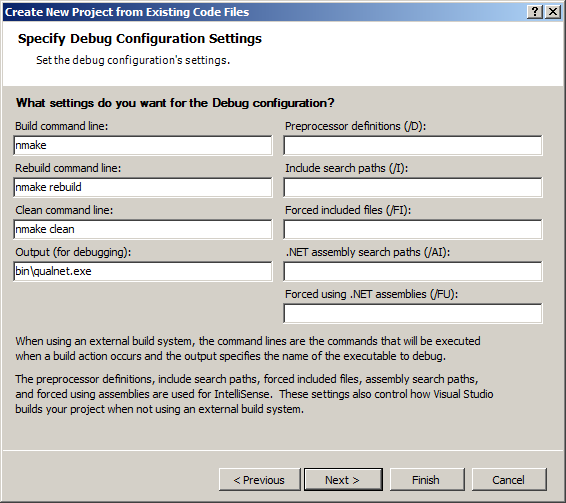 Create New Project from Existing Code Files
Specify Debug Configuration Settings
Set the debug configuration's settings.
What settings do you want for the Debug configuration?
Build command line:
nmake
Rebuild command line:
nmake rebuild
Clean command line:
nmake clean
Output (for debugging):
bin\qualnet.exe
Preprocessor definitions (/D):
Include search paths (/I):
Forced included files (/FI):
.NET assembly search paths (/AI):
Forced using .NET assemblies (/FU):
When using an external build system, the command lines are the commands that will be executed
when a build action occurs and the output specifies the name of the executable to debug.
The preprocessor definitions, include search paths, forced included files, assembly search paths,
and forced using assemblies are used for IntelliSense.  These settings also control how Visual Studio
builds your project when not using an external build system.
< Previous
Next >
Finish
Cancel